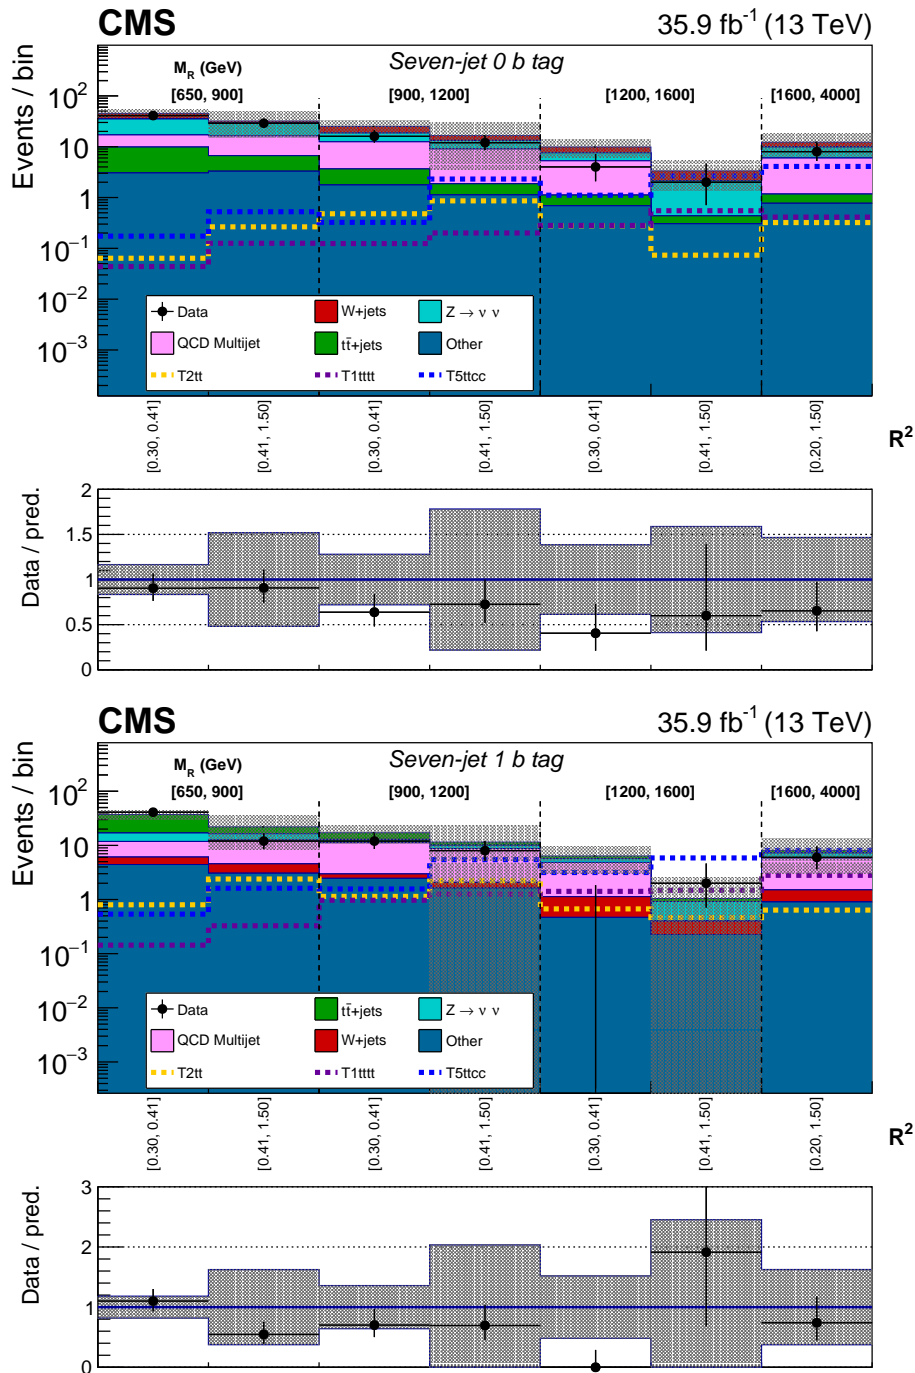 CMS 35.9 fb⁻¹ (13 TeV)
Seven-jet 0 b tag
M_R (GeV)
[650, 900] [900, 1200] [1200, 1600] [1600, 4000]
Events / bin
10²
10
1
10⁻¹
10⁻²
10⁻³
Data W+jets Z → ν ν
QCD Multijet tt̄+jets Other
T2tt T1tttt T5ttcc
[0.30, 0.41] [0.41, 1.50] [0.30, 0.41] [0.41, 1.50] [0.30, 0.41] [0.41, 1.50] [0.20, 1.50]
R²
Data / pred.
2
1.5
1
0.5
0
CMS 35.9 fb⁻¹ (13 TeV)
Seven-jet 1 b tag
M_R (GeV)
[650, 900] [900, 1200] [1200, 1600] [1600, 4000]
Events / bin
10²
10
1
10⁻¹
10⁻²
10⁻³
Data tt̄+jets Z → ν ν
QCD Multijet W+jets Other
T2tt T1tttt T5ttcc
[0.30, 0.41] [0.41, 1.50] [0.30, 0.41] [0.41, 1.50] [0.30, 0.41] [0.41, 1.50] [0.20, 1.50]
R²
Data / pred.
3
2
1
0